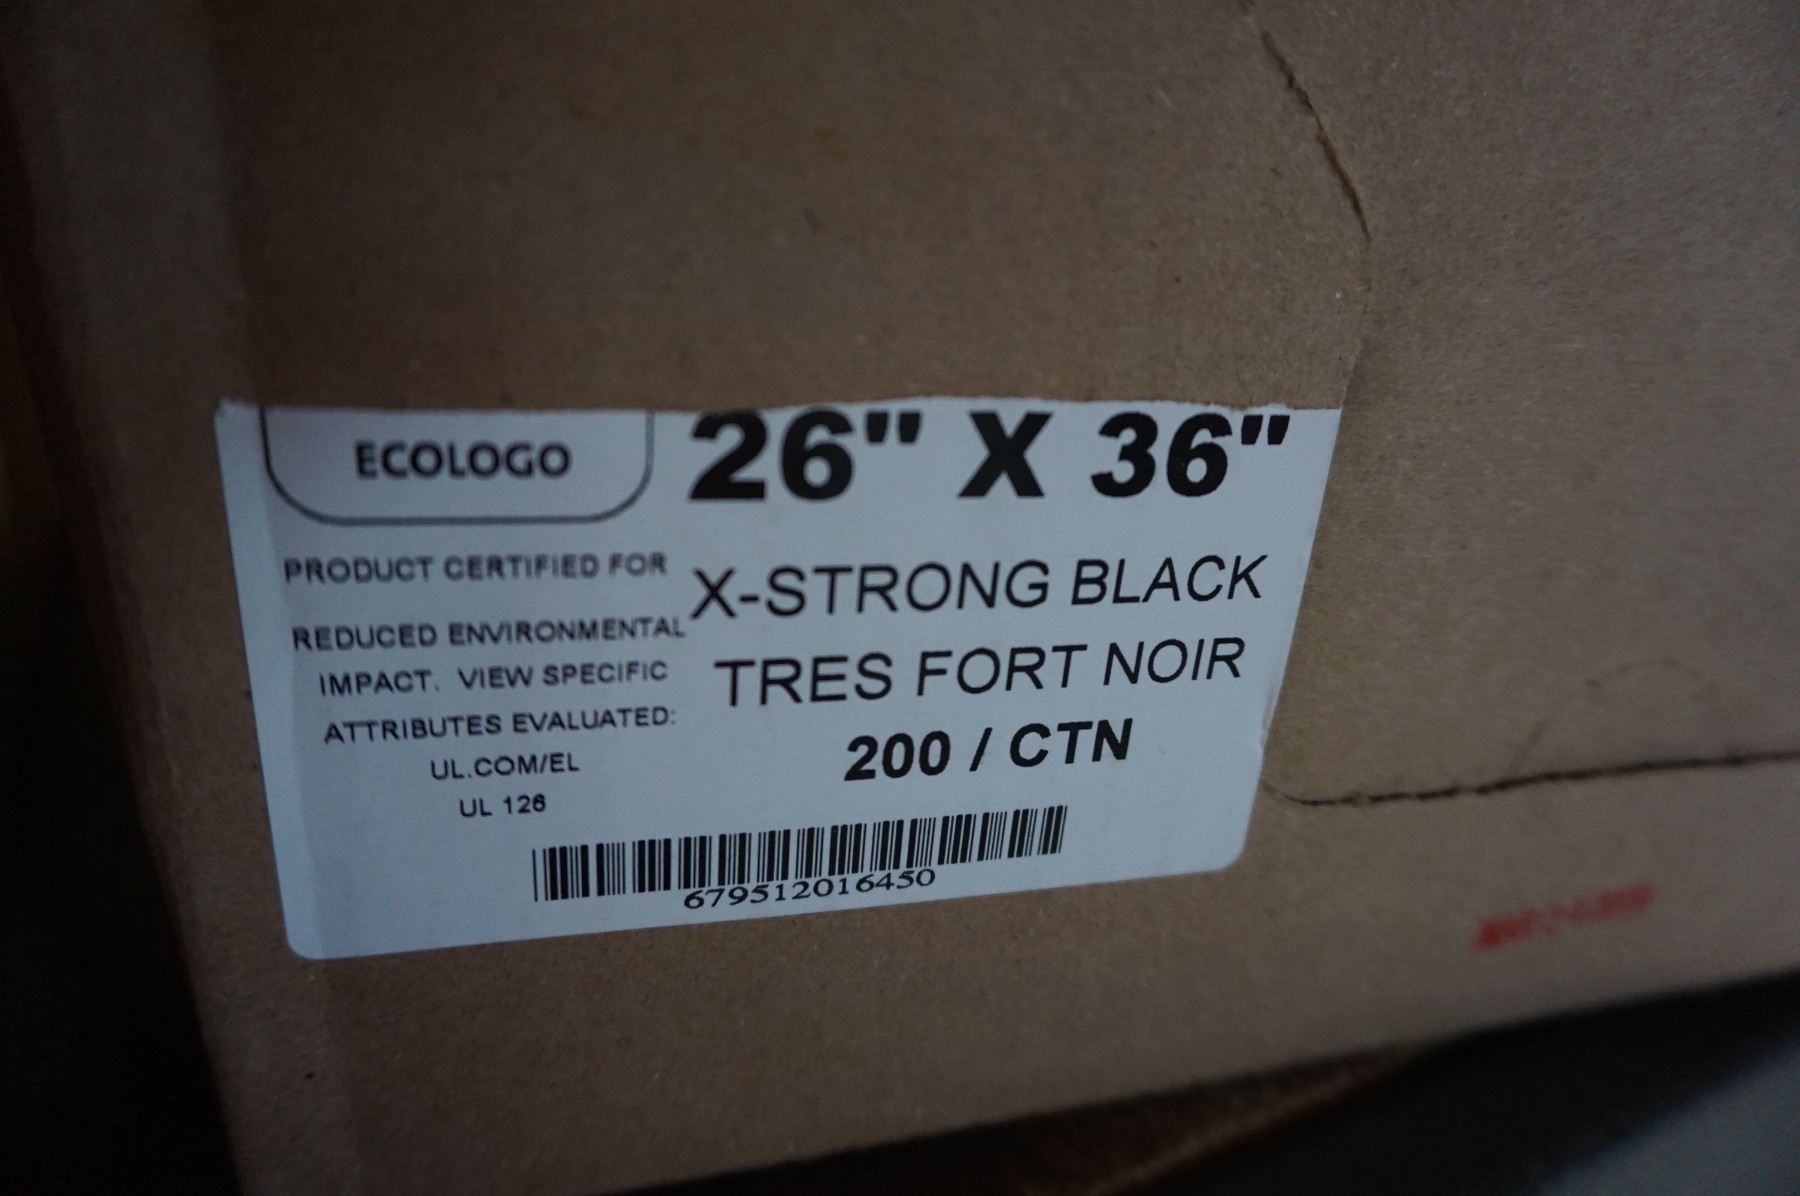 ECOLOGO
PRODUCT CERTIFIED FOR
REDUCED ENVIRONMENTAL
IMPACT. VIEW SPECIFIC
ATTRIBUTES EVALUATED:
UL.COM/EL
UL 126
26" X 36"
X-STRONG BLACK
TRES FORT NOIR
200 / CTN
679512016450